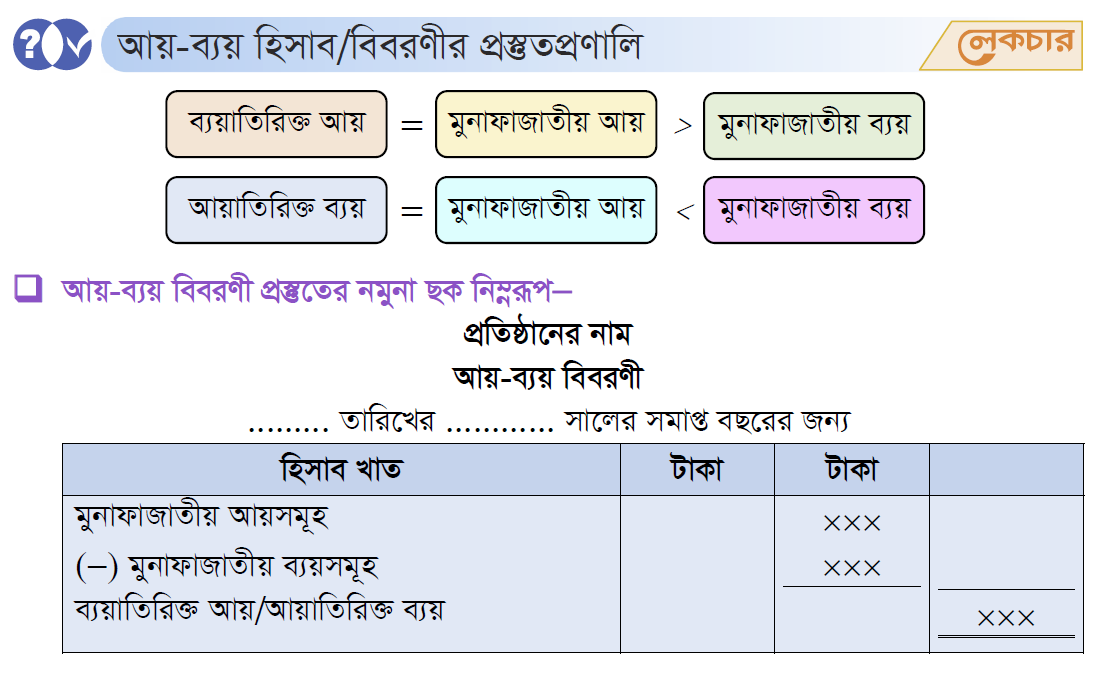 ?
আয়-ব্যয় হিসাব/বিবরণীর প্রস্তুতপ্রণালি
লেকচার
ব্যয়াতিরিক্ত আয় = মুনাফাজাতীয় আয় > মুনাফাজাতীয় ব্যয়
আয়াতিরিক্ত ব্যয় = মুনাফাজাতীয় আয় < মুনাফাজাতীয় ব্যয়
❑ আয়-ব্যয় বিবরণী প্রস্তুতের নমুনা ছক নিম্নরূপ–
প্রতিষ্ঠানের নাম
আয়-ব্যয় বিবরণী
......... তারিখের ............ সালের সমাপ্ত বছরের জন্য
হিসাব খাত টাকা টাকা
মুনাফাজাতীয় আয়সমূহ ×××
(–) মুনাফাজাতীয় ব্যয়সমূহ ×××
ব্যয়াতিরিক্ত আয়/আয়াতিরিক্ত ব্যয় ×××